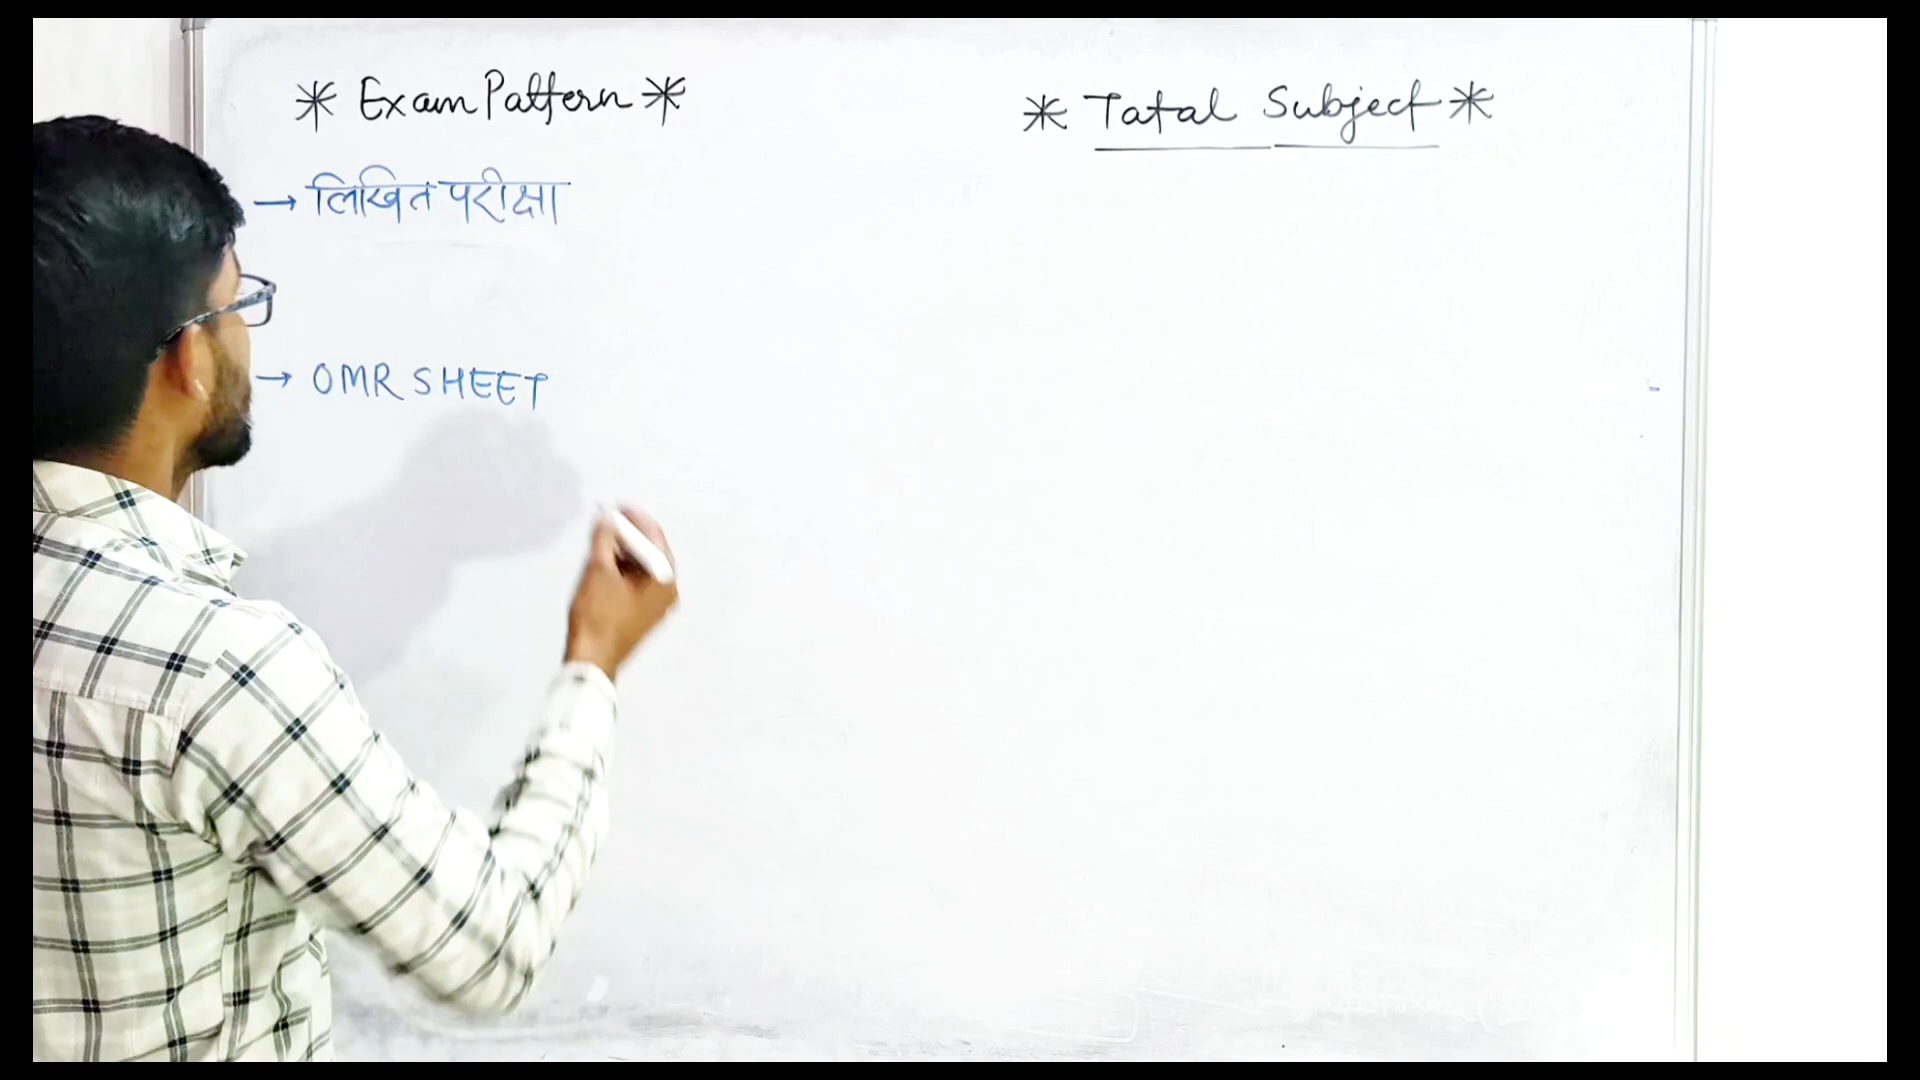 * Exam Pattern *
→ लिखित परीक्षा
→ OMR SHEET
* Tatal Subject *